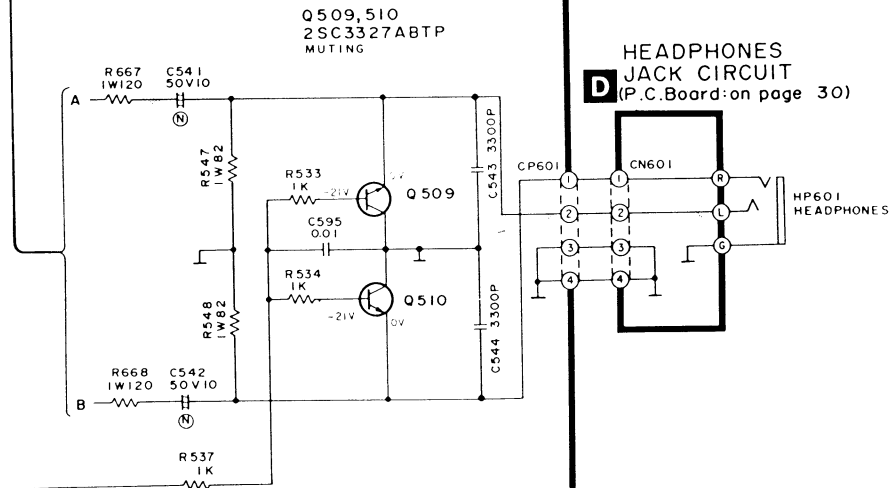 Q509,510
2SC3327ABTP
MUTING
HEADPHONES
JACK CIRCUIT
D
(P.C.Board:on page 30)
R667
1W120
C541
50V10
A
N
R547
1W82
R533
1K
-21V
0V
Q509
C543 3300P
CP601
CN601
1
1
R
HP601
HEADPHONES
2
2
L
C595
0.01
3
3
G
R534
1K
4
4
Q510
-21V
0V
R548
1W82
C544 3300P
R668
1W120
C542
50V10
B
N
R537
1K